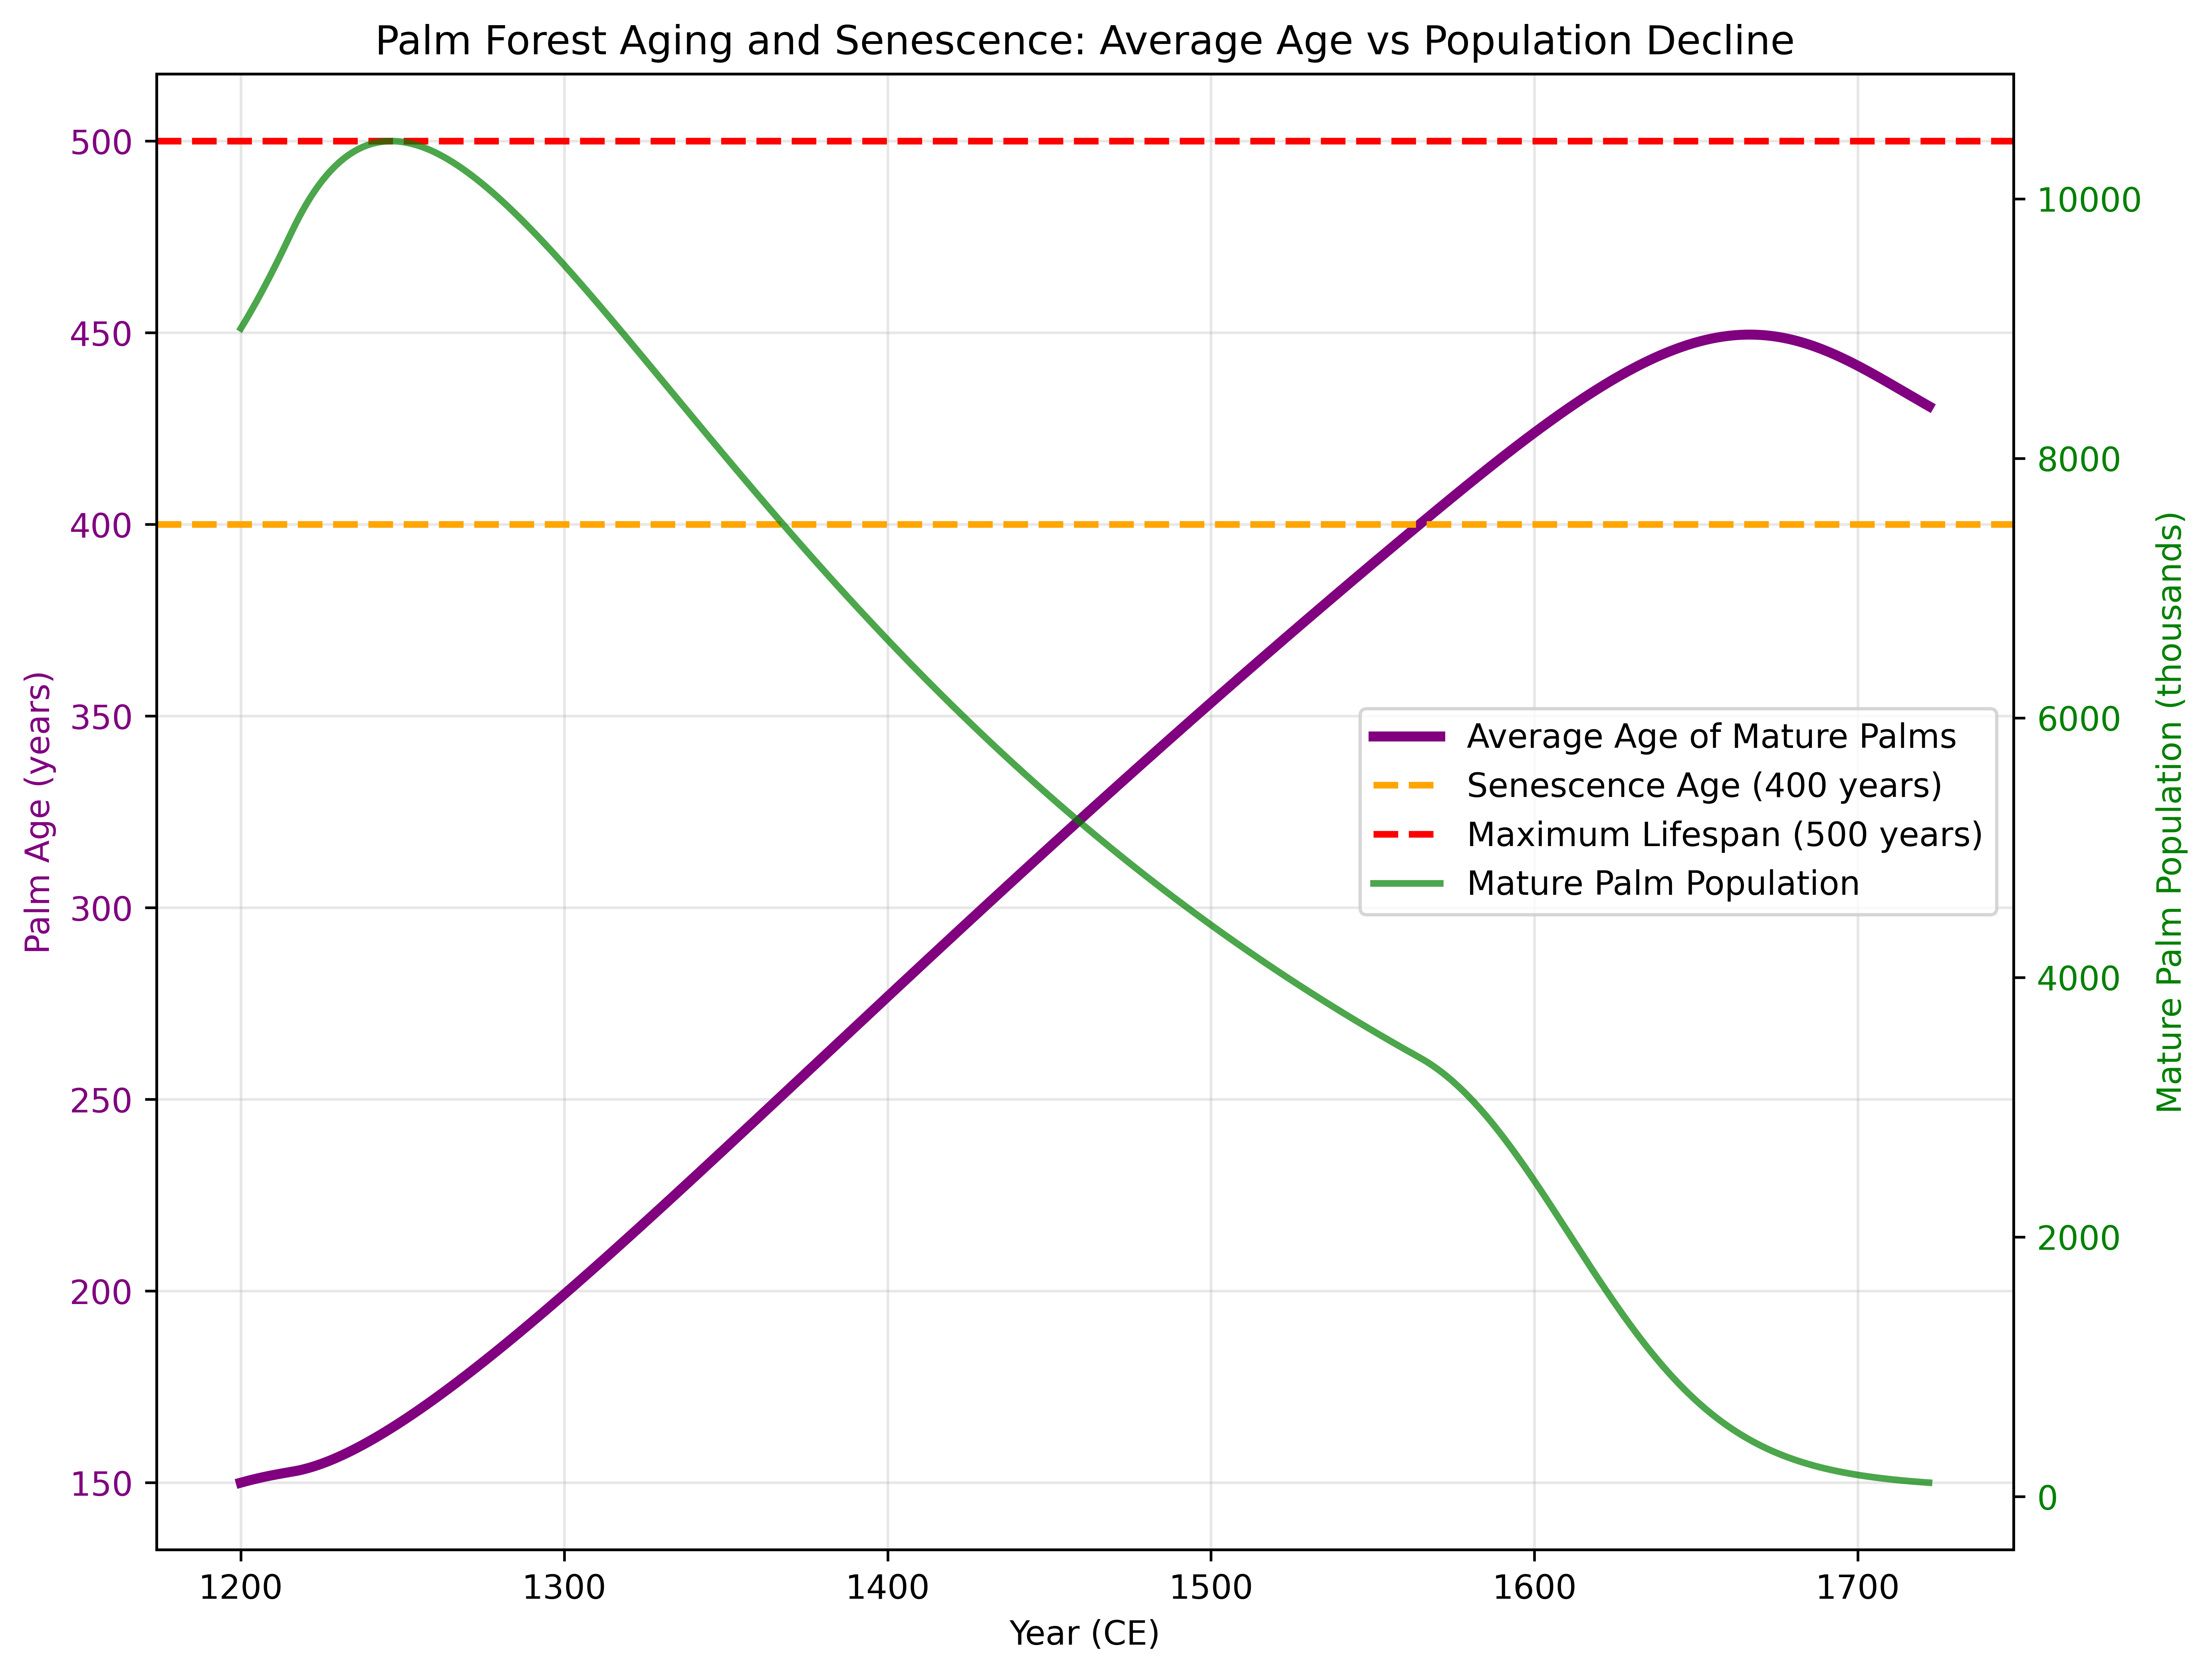 Palm Forest Aging and Senescence: Average Age vs Population Decline
Palm Age (years)
500
450
400
350
300
250
200
150
Average Age of Mature Palms
Senescence Age (400 years)
Maximum Lifespan (500 years)
Mature Palm Population
10000
8000
6000
4000
2000
0
Mature Palm Population (thousands)
1200 1300 1400 1500 1600 1700
Year (CE)